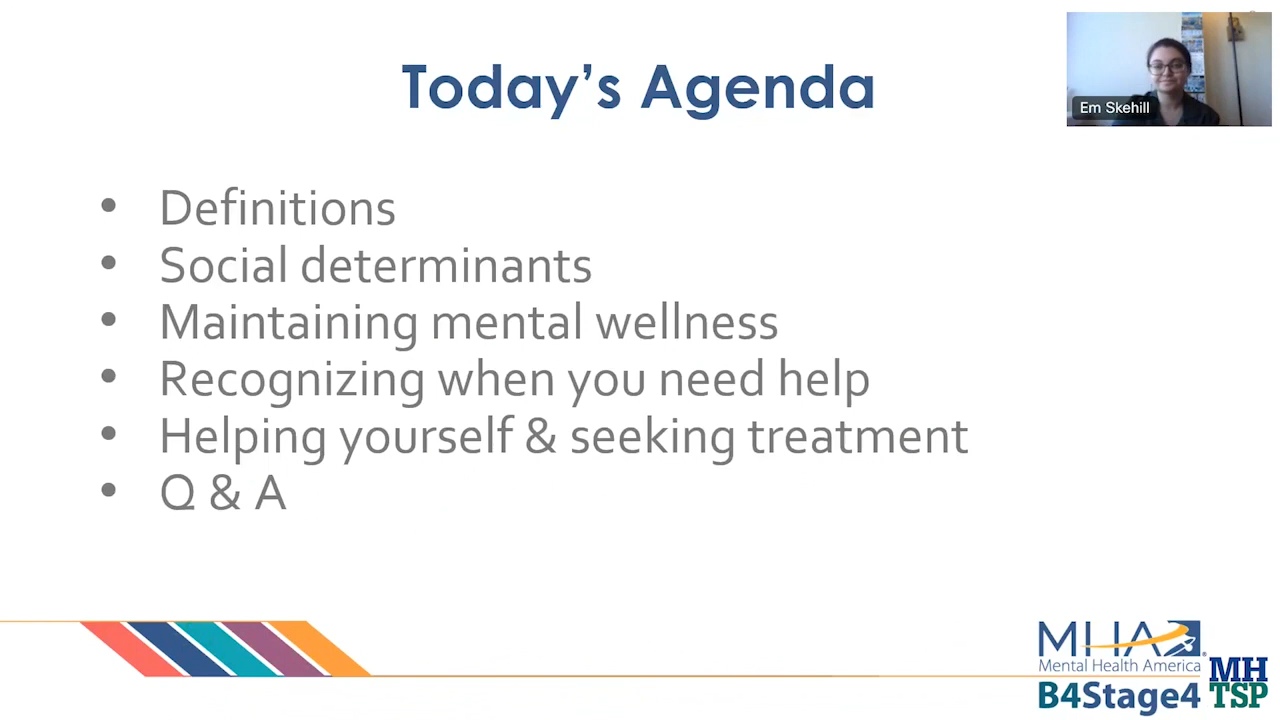 Today's Agenda
Em Skehill
• Definitions
• Social determinants
• Maintaining mental wellness
• Recognizing when you need help
• Helping yourself & seeking treatment
• Q & A
MHA
Mental Health America
B4Stage4
MH
TSP